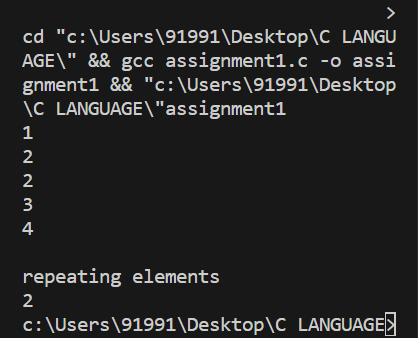 >
cd "c:\Users\91991\Desktop\C LANGU
AGE\" && gcc assignment1.c -o assi
gnment1 && "c:\Users\91991\Desktop
\C LANGUAGE\"assignment1
1
2
2
3
4
repeating elements
2
c:\Users\91991\Desktop\C LANGUAGE>